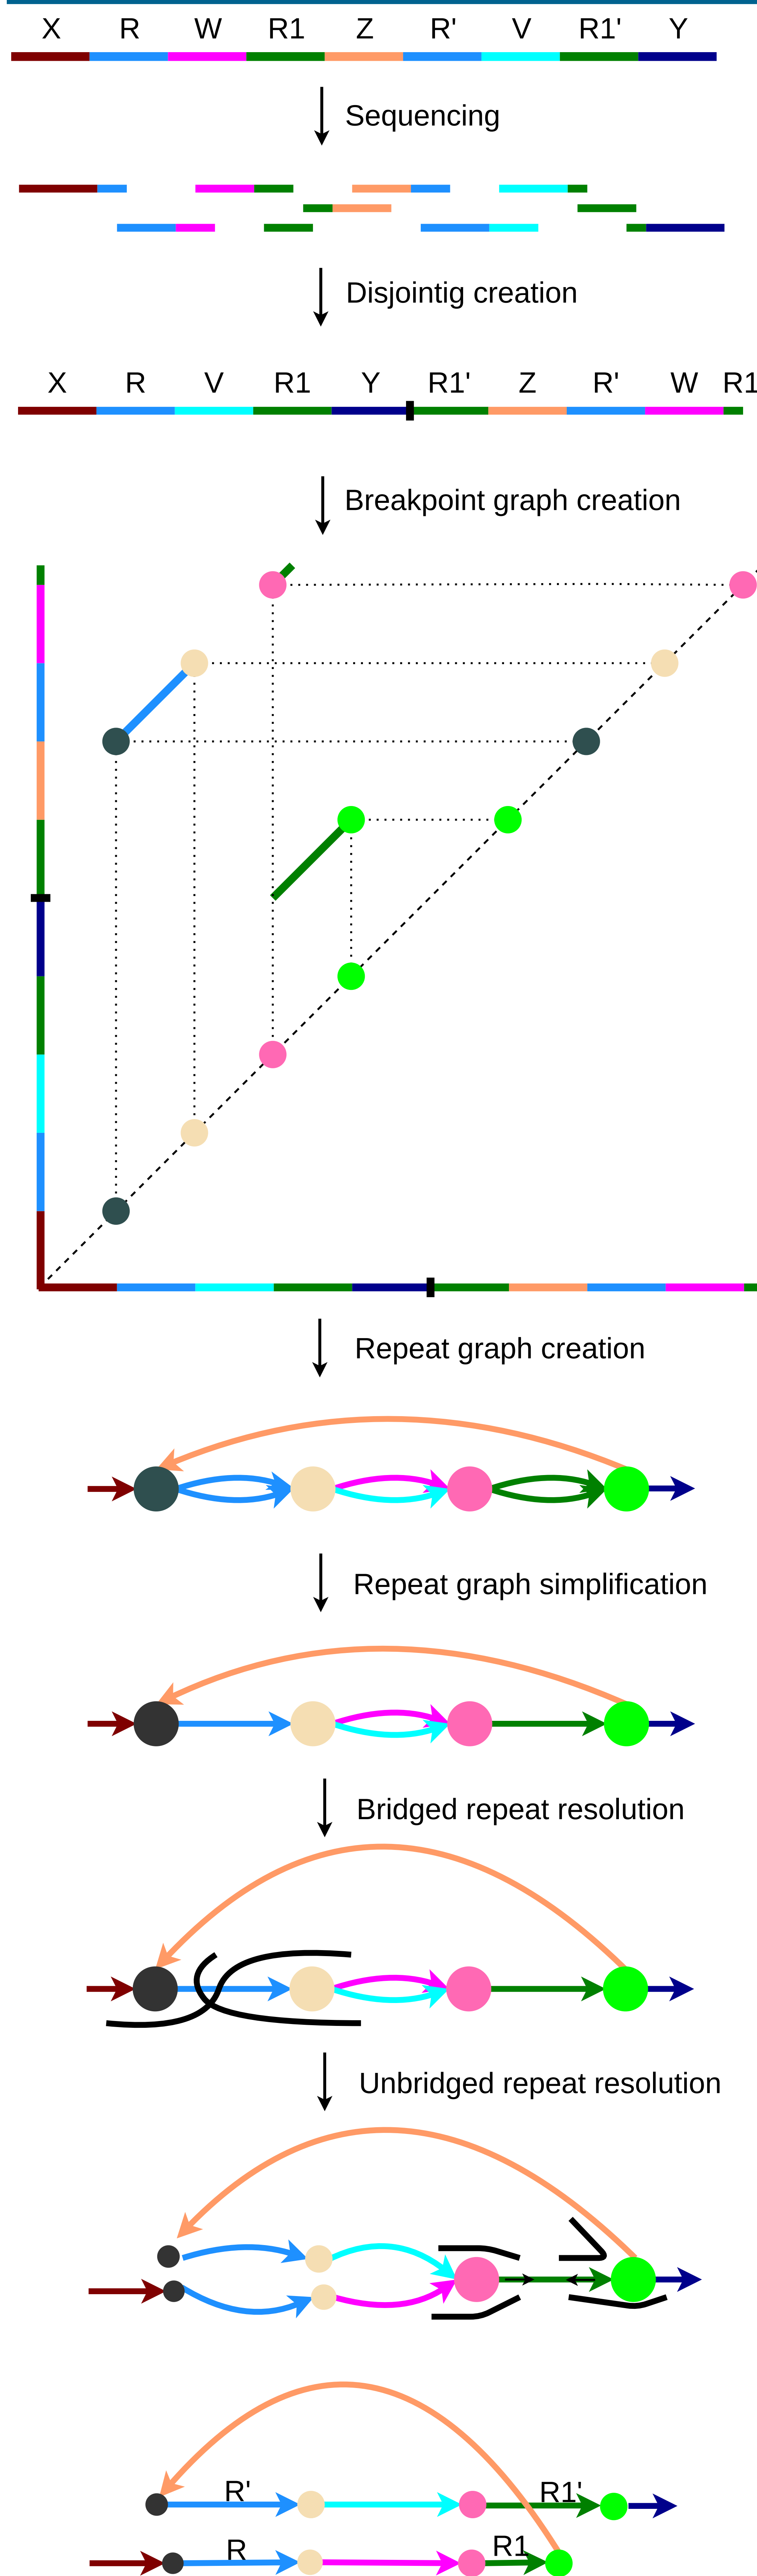 X R W R1 Z R' V R1' Y
Sequencing
Disjointig creation
X R V R1 Y R1' Z R' W R1
Breakpoint graph creation
Repeat graph creation
Repeat graph simplification
Bridged repeat resolution
Unbridged repeat resolution
R' R1'
R R1